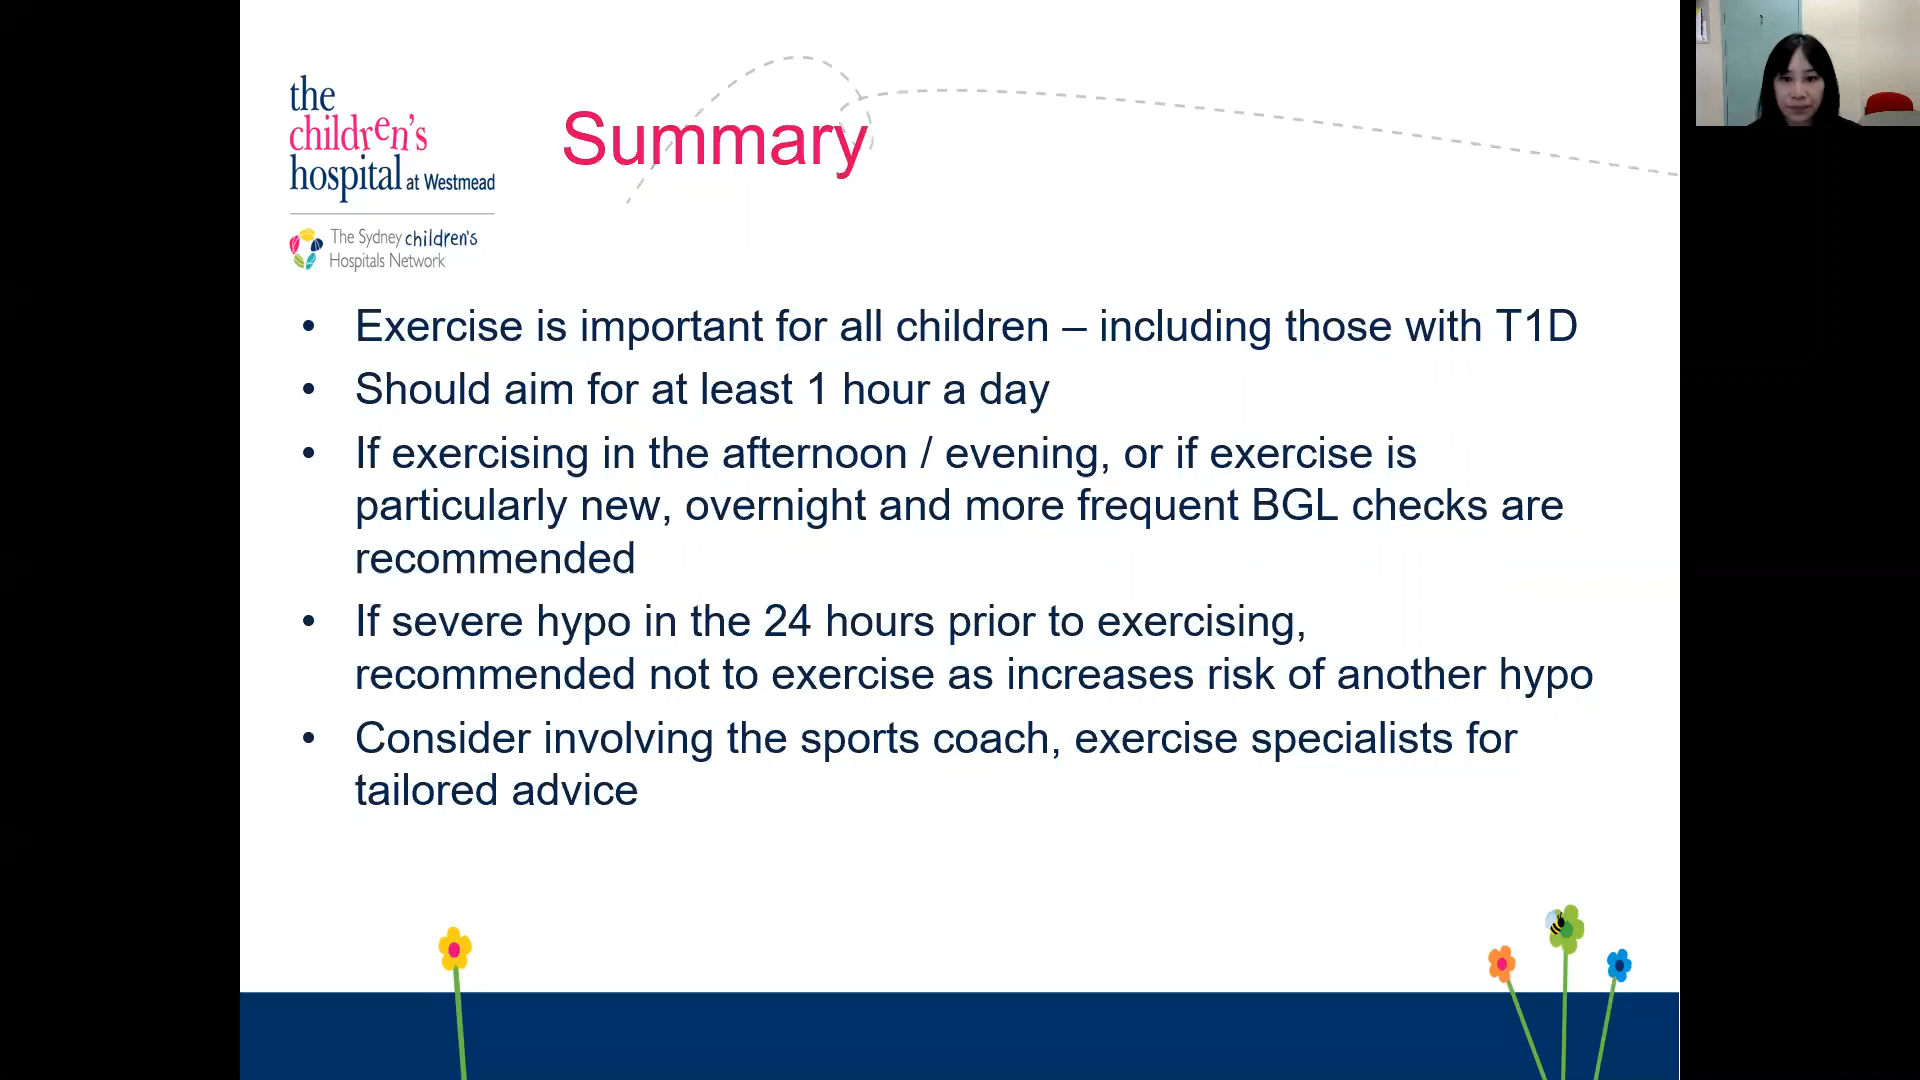 the
children's
hospital at Westmead
The Sydney children's
Hospitals Network
Summary
• Exercise is important for all children – including those with T1D
• Should aim for at least 1 hour a day
• If exercising in the afternoon / evening, or if exercise is
particularly new, overnight and more frequent BGL checks are
recommended
• If severe hypo in the 24 hours prior to exercising,
recommended not to exercise as increases risk of another hypo
• Consider involving the sports coach, exercise specialists for
tailored advice